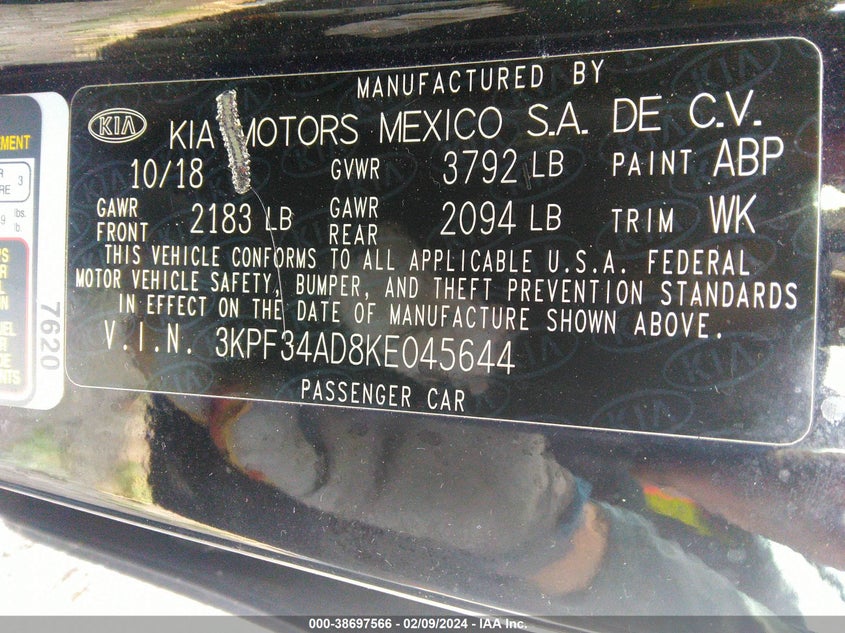 MANUFACTURED BY
KIA KIA MOTORS MEXICO S.A. DE C.V.
10/18 GVWR 3792 LB PAINT ABP
GAWR FRONT 2183 LB GAWR REAR 2094 LB TRIM WK
THIS VEHICLE CONFORMS TO ALL APPLICABLE U.S.A. FEDERAL
MOTOR VEHICLE SAFETY, BUMPER, AND THEFT PREVENTION STANDARDS
IN EFFECT ON THE DATE OF MANUFACTURE SHOWN ABOVE.
V.I.N. 3KPF34AD8KE045644
PASSENGER CAR
7620
000-38697566 - 02/09/2024 - IAA Inc.